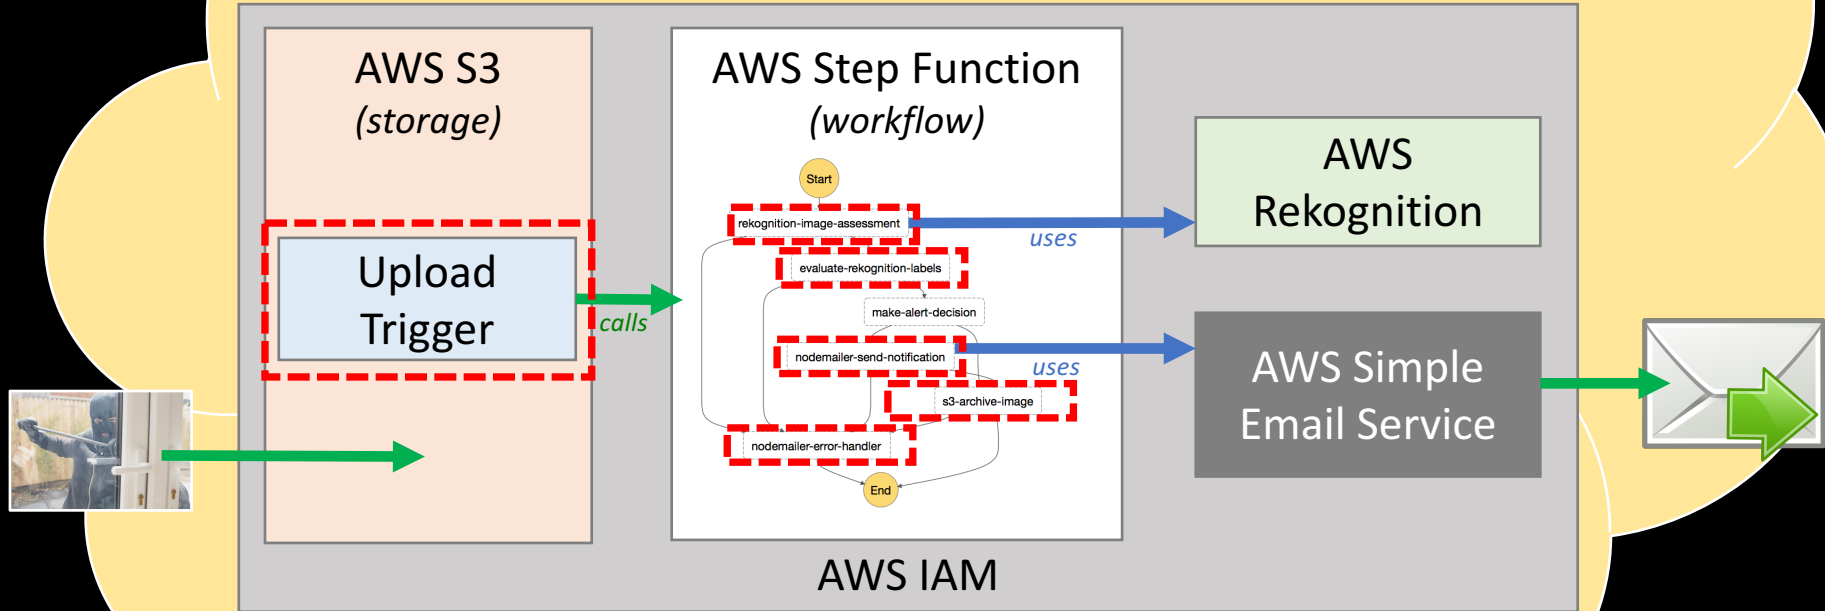 AWS S3
(storage)
Upload
Trigger
calls
AWS Step Function
(workflow)
Start
rekognition-image-assessment
evaluate-rekognition-labels
make-alert-decision
nodemailer-send-notification
s3-archive-image
nodemailer-error-handler
End
uses
uses
AWS
Rekognition
AWS Simple
Email Service
AWS IAM